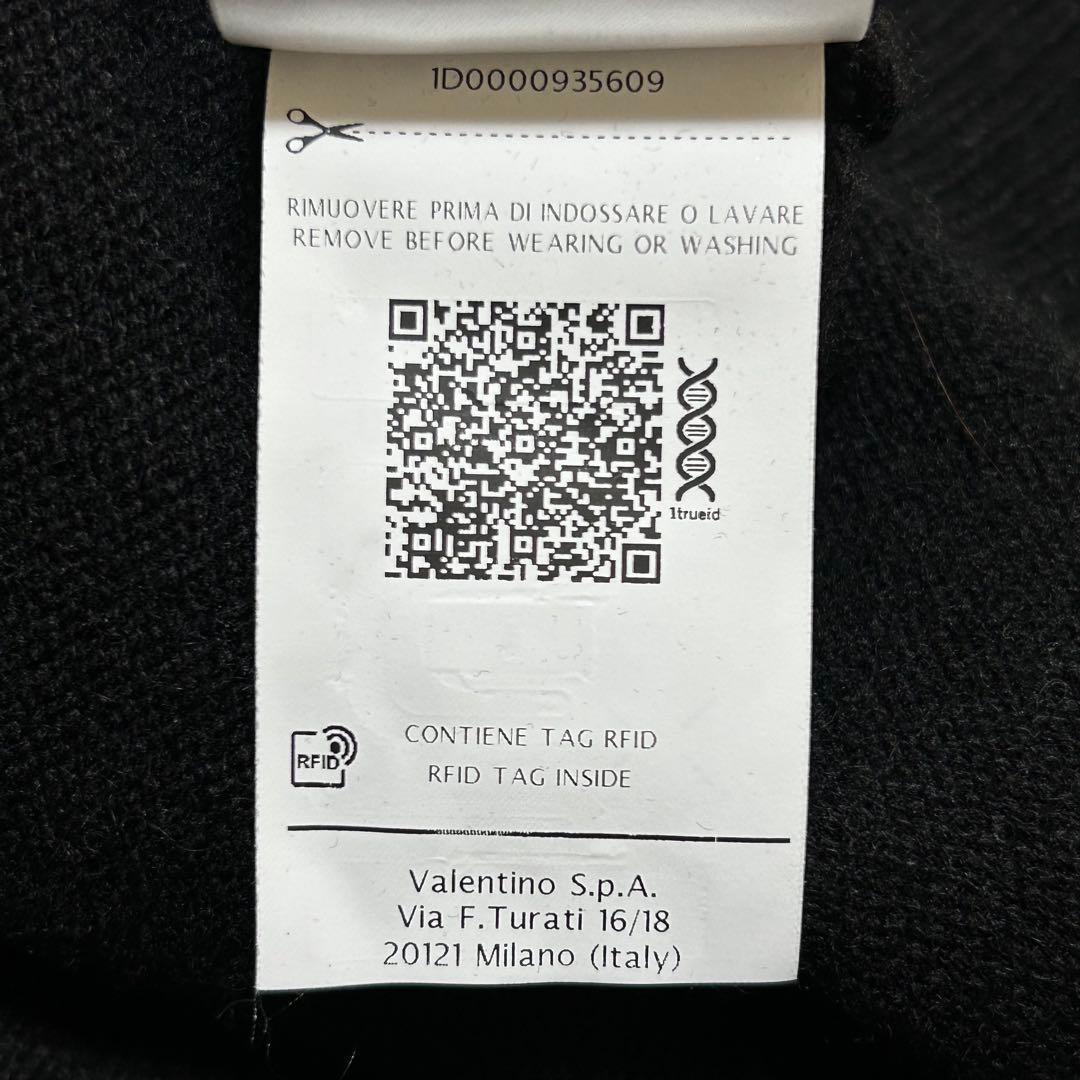 1D0000935609
RIMUOVERE PRIMA DI INDOSSARE O LAVARE
REMOVE BEFORE WEARING OR WASHING
1trueid
CONTIENE TAG RFID
RFID
RFID TAG INSIDE
Valentino S.p.A.
Via F.Turati 16/18
20121 Milano (Italy)